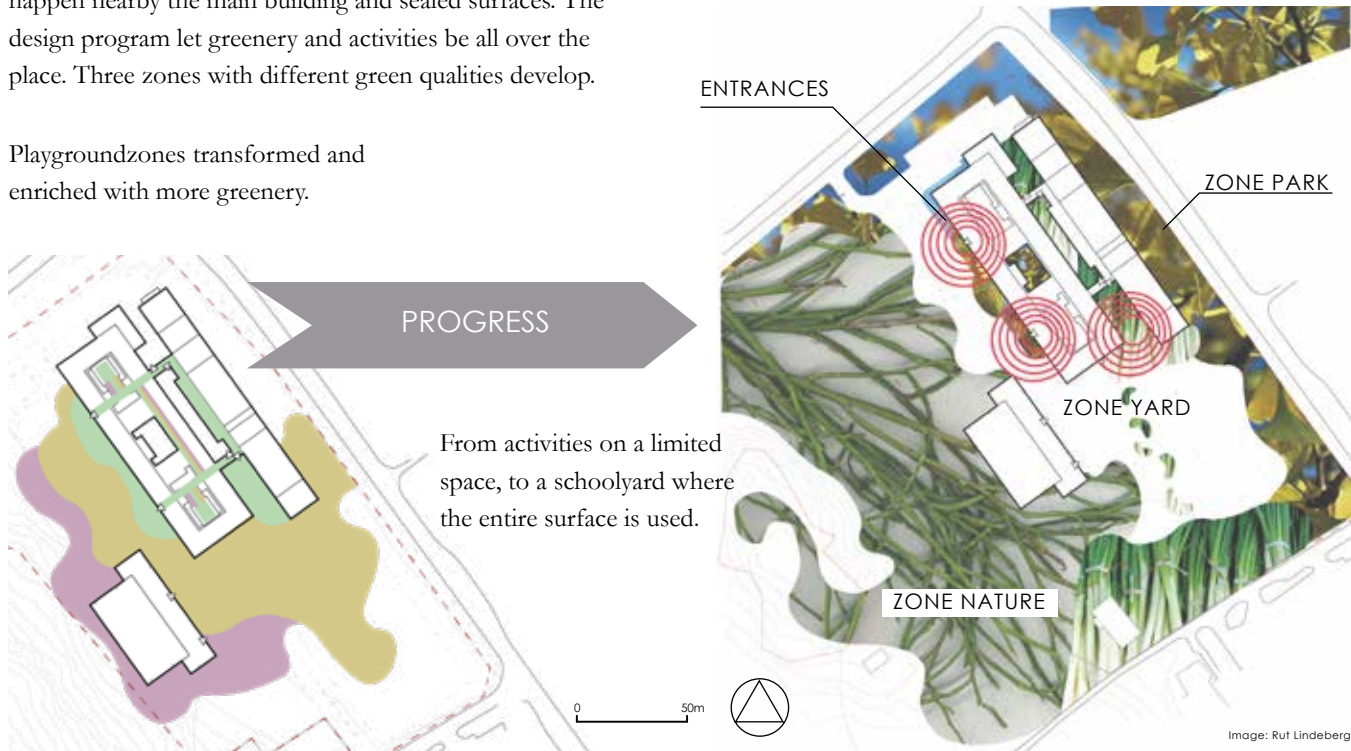 happen nearby the main building and sealed surfaces. The
design program let greenery and activities be all over the
place. Three zones with different green qualities develop.
Playgroundzones transformed and
enriched with more greenery.
PROGRESS
From activities on a limited
space, to a schoolyard where
the entire surface is used.
0 50m
ENTRANCES
ZONE PARK
ZONE YARD
ZONE NATURE
Image: Rut Lindeberg